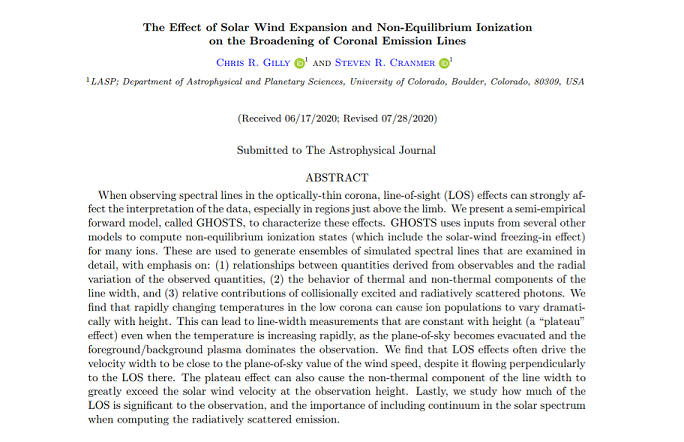 The Effect of Solar Wind Expansion and Non-Equilibrium Ionization
on the Broadening of Coronal Emission Lines
Chris R. Gilly iD 1 and Steven R. Cranmer iD 1
1 LASP; Department of Astrophysical and Planetary Sciences, University of Colorado, Boulder, Colorado, 80309, USA
(Received 06/17/2020; Revised 07/28/2020)
Submitted to The Astrophysical Journal
ABSTRACT
When observing spectral lines in the optically-thin corona, line-of-sight (LOS) effects can strongly af-
fect the interpretation of the data, especially in regions just above the limb. We present a semi-empirical
forward model, called GHOSTS, to characterize these effects. GHOSTS uses inputs from several other
models to compute non-equilibrium ionization states (which include the solar-wind freezing-in effect)
for many ions. These are used to generate ensembles of simulated spectral lines that are examined in
detail, with emphasis on: (1) relationships between quantities derived from observables and the radial
variation of the observed quantities, (2) the behavior of thermal and non-thermal components of the
line width, and (3) relative contributions of collisionally excited and radiatively scattered photons. We
find that rapidly changing temperatures in the low corona can cause ion populations to vary dramati-
cally with height. This can lead to line-width measurements that are constant with height (a “plateau”
effect) even when the temperature is increasing rapidly, as the plane-of-sky becomes evacuated and the
foreground/background plasma dominates the observation. We find that LOS effects often drive the
velocity width to be close to the plane-of-sky value of the wind speed, despite it flowing perpendicularly
to the LOS there. The plateau effect can also cause the non-thermal component of the line width to
greatly exceed the solar wind velocity at the observation height. Lastly, we study how much of the
LOS is significant to the observation, and the importance of including continuum in the solar spectrum
when computing the radiatively scattered emission.